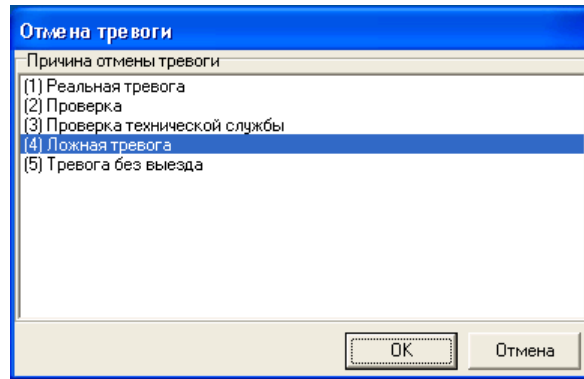 Отмена тревоги
Причина отмены тревоги
(1) Реальная тревога
(2) Проверка
(3) Проверка технической службы
(4) Ложная тревога
(5) Тревога без выезда
OK
Отмена